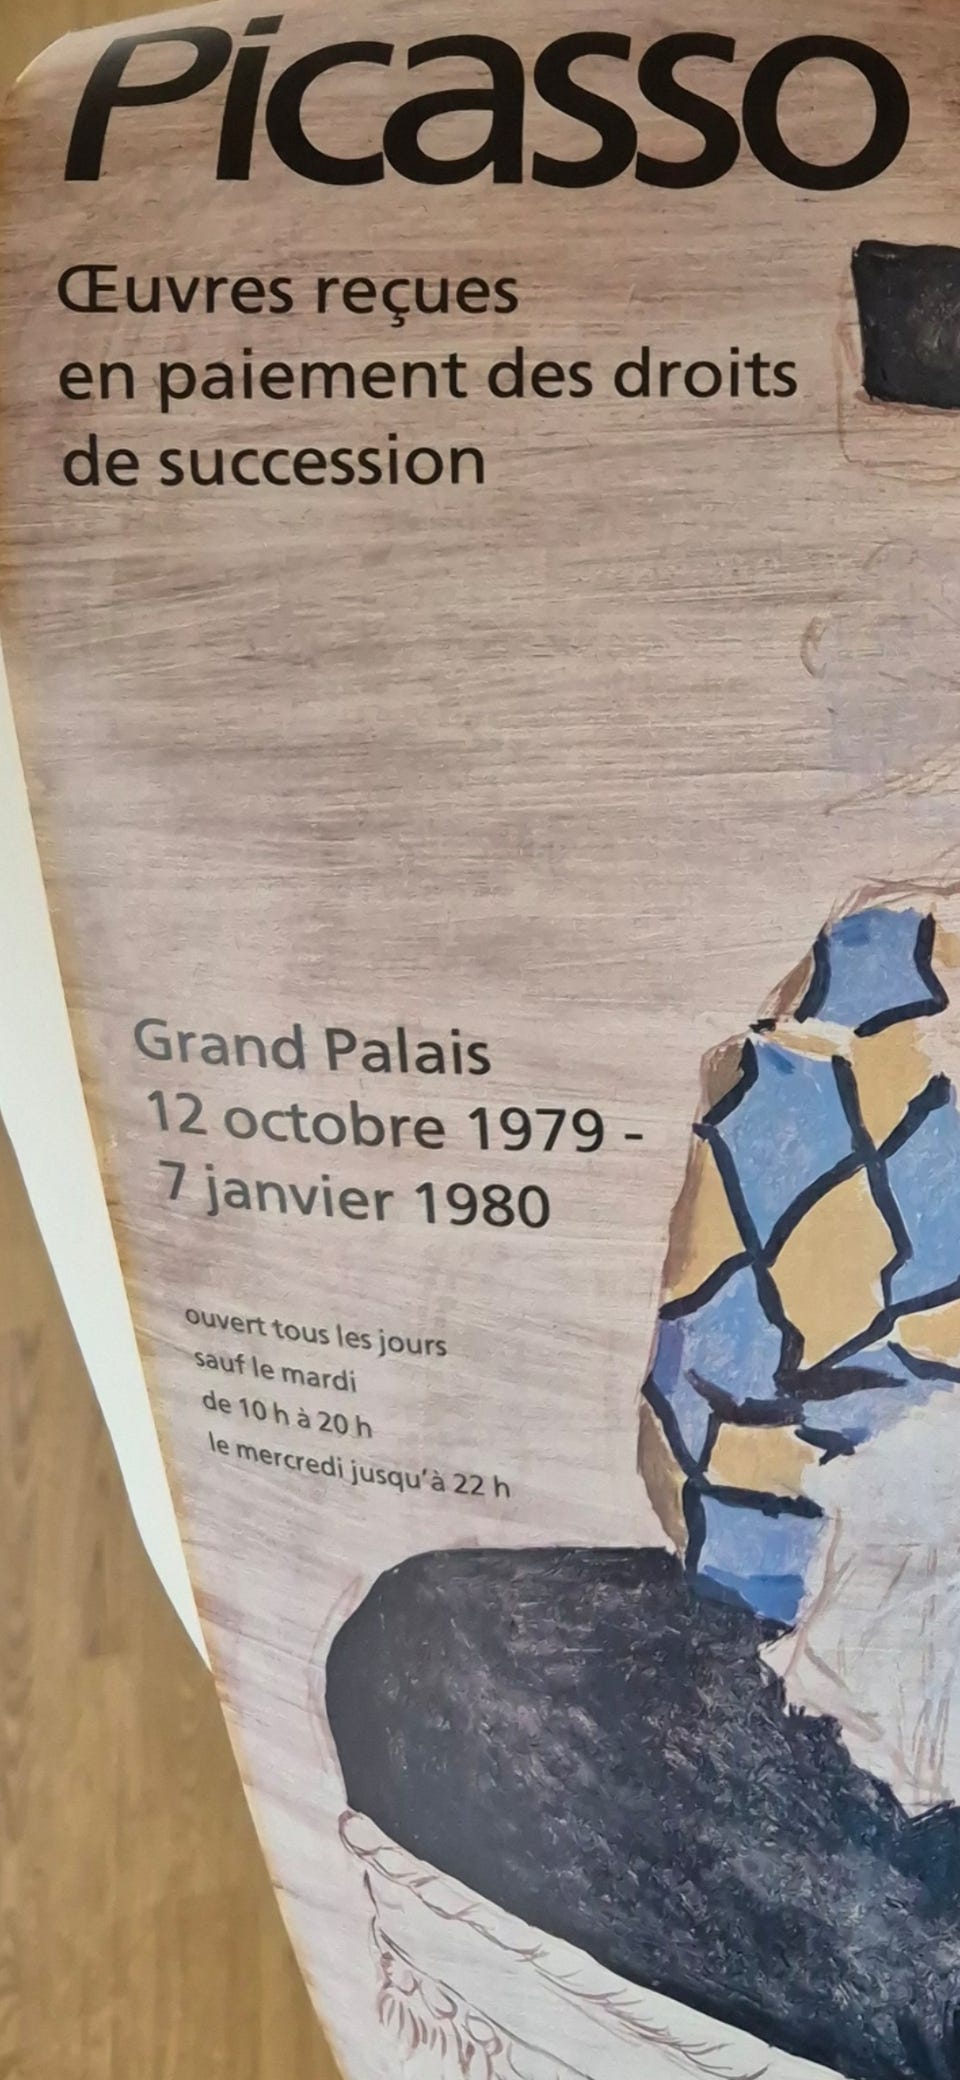 Picasso
Œuvres reçues
en paiement des droits
de succession
Grand Palais
12 octobre 1979 -
7 janvier 1980
ouvert tous les jours
sauf le mardi
de 10 h à 20 h
le mercredi jusqu'à 22 h